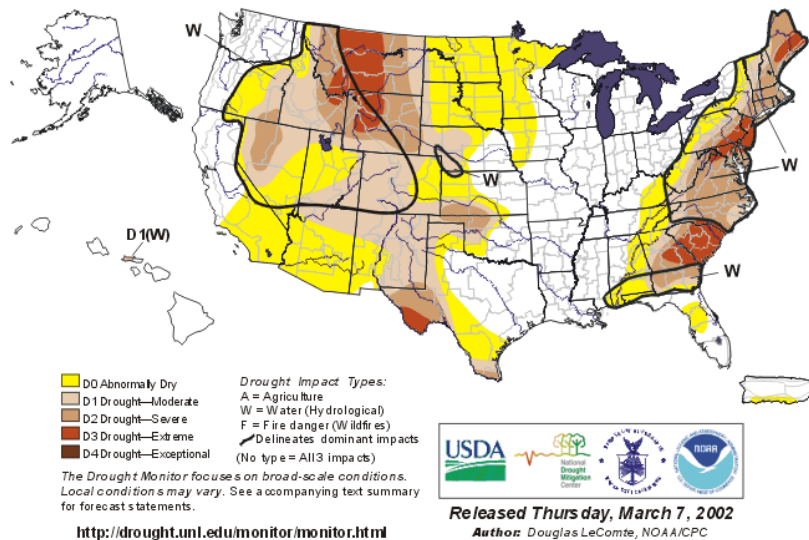 W
W
W
W
W
D1(W)
D0 Abnormally Dry
D1 Drought—Moderate
D2 Drought—Severe
D3 Drought—Extreme
D4 Drought—Exceptional
Drought Impact Types:
A = Agriculture
W = Water (Hydrological)
F = Fire danger (Wildfires)
Delineates dominant impacts
(No type = All 3 impacts)
The Drought Monitor focuses on broad-scale conditions.
Local conditions may vary. See accompanying text summary
for forecast statements.
http://drought.unl.edu/monitor/monitor.html
USDA
National
Drought
Mitigation
Center
NOAA
Released Thursday, March 7, 2002
Author: Douglas LeComte, NOAA/CPC